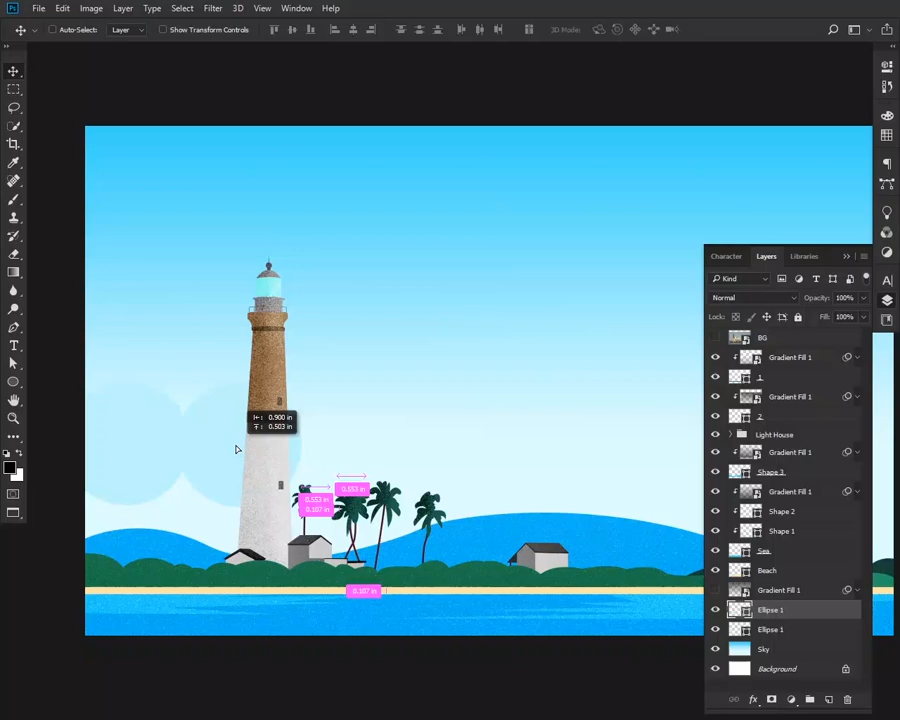 Ps File Edit Image Layer Type Select Filter 3D View Window Help
Auto-Select: Layer Show Transform Controls 3D Mode:
Character Layers Libraries
Kind
Normal Opacity: 100%
Lock: Fill: 100%
BG
Gradient Fill 1
1
Gradient Fill 1
2
Light House
Gradient Fill 1
Shape 3
Gradient Fill 1
Shape 2
Shape 1
Sea
Beach
Gradient Fill 1
Ellipse 1
Ellipse 1
Sky
Background
fx
0.900 in
0.503 in
0.553 in
0.553 in
0.107 in
0.107 in